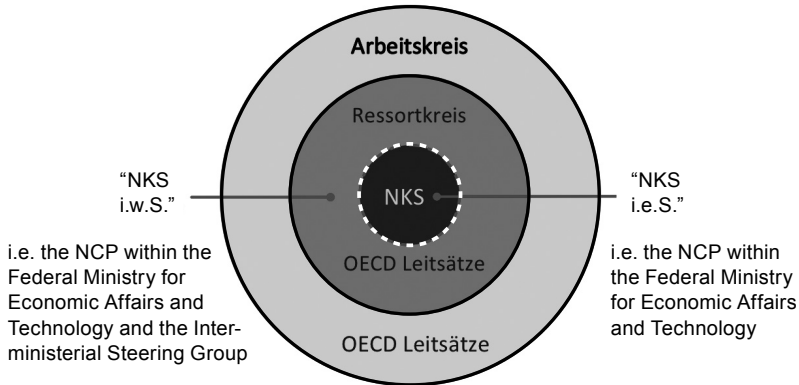 Arbeitskreis
Ressortkreis
NKS
OECD Leitsätze
OECD Leitsätze
“NKS
i.w.S.”
i.e. the NCP within the
Federal Ministry for
Economic Affairs and
Technology and the Inter-
ministerial Steering Group
“NKS
i.e.S.”
i.e. the NCP within
the Federal Ministry
for Economic Affairs
and Technology